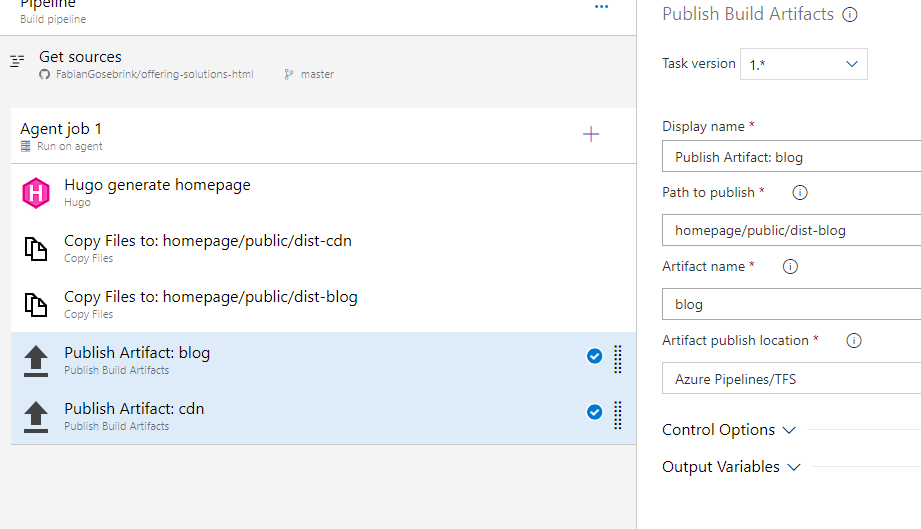 Pipeline
Build pipeline
Get sources
FabianGosebrink/offering-solutions-html
master
Agent job 1
Run on agent
Hugo generate homepage
Hugo
Copy Files to: homepage/public/dist-cdn
Copy Files
Copy Files to: homepage/public/dist-blog
Copy Files
Publish Artifact: blog
Publish Build Artifacts
Publish Artifact: cdn
Publish Build Artifacts
Publish Build Artifacts
Task version 1.*
Display name *
Publish Artifact: blog
Path to publish *
homepage/public/dist-blog
Artifact name *
blog
Artifact publish location *
Azure Pipelines/TFS
Control Options
Output Variables